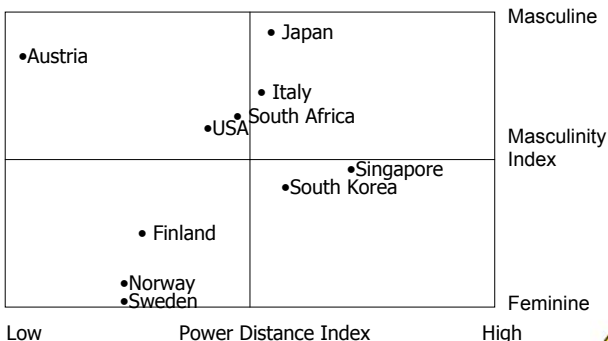 Masculine
• Japan
•Austria
• Italy
• South Africa
•USA
Masculinity
Index
•Singapore
•South Korea
• Finland
•Norway
•Sweden
Feminine
Low Power Distance Index High